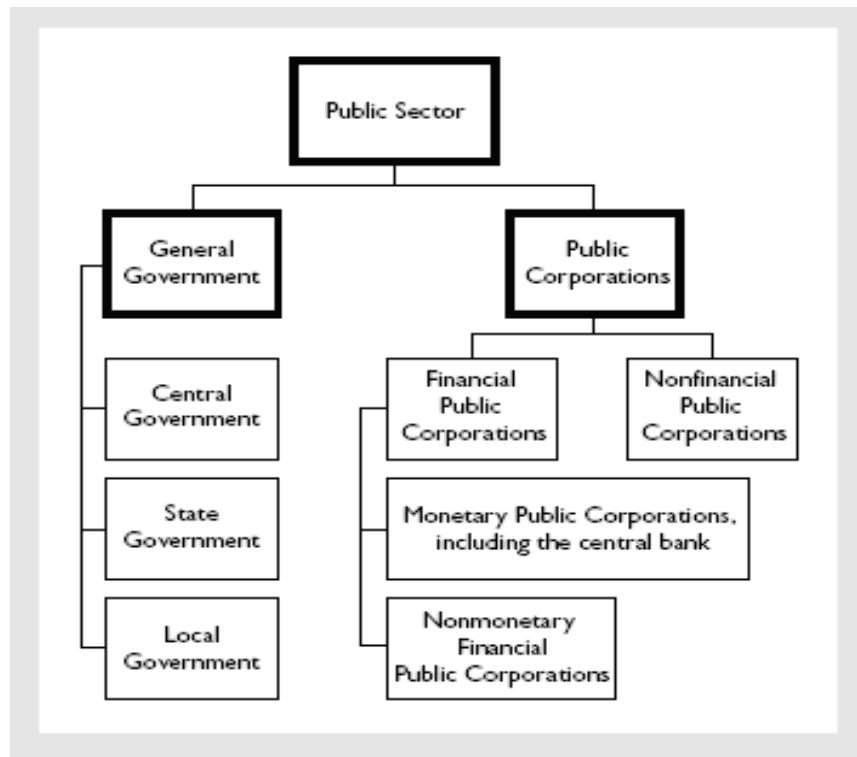 Public Sector
General
Government
Public
Corporations
Central
Government
Financial
Public
Corporations
Nonfinancial
Public
Corporations
State
Government
Monetary Public Corporations,
including the central bank
Local
Government
Nonmonetary
Financial
Public Corporations